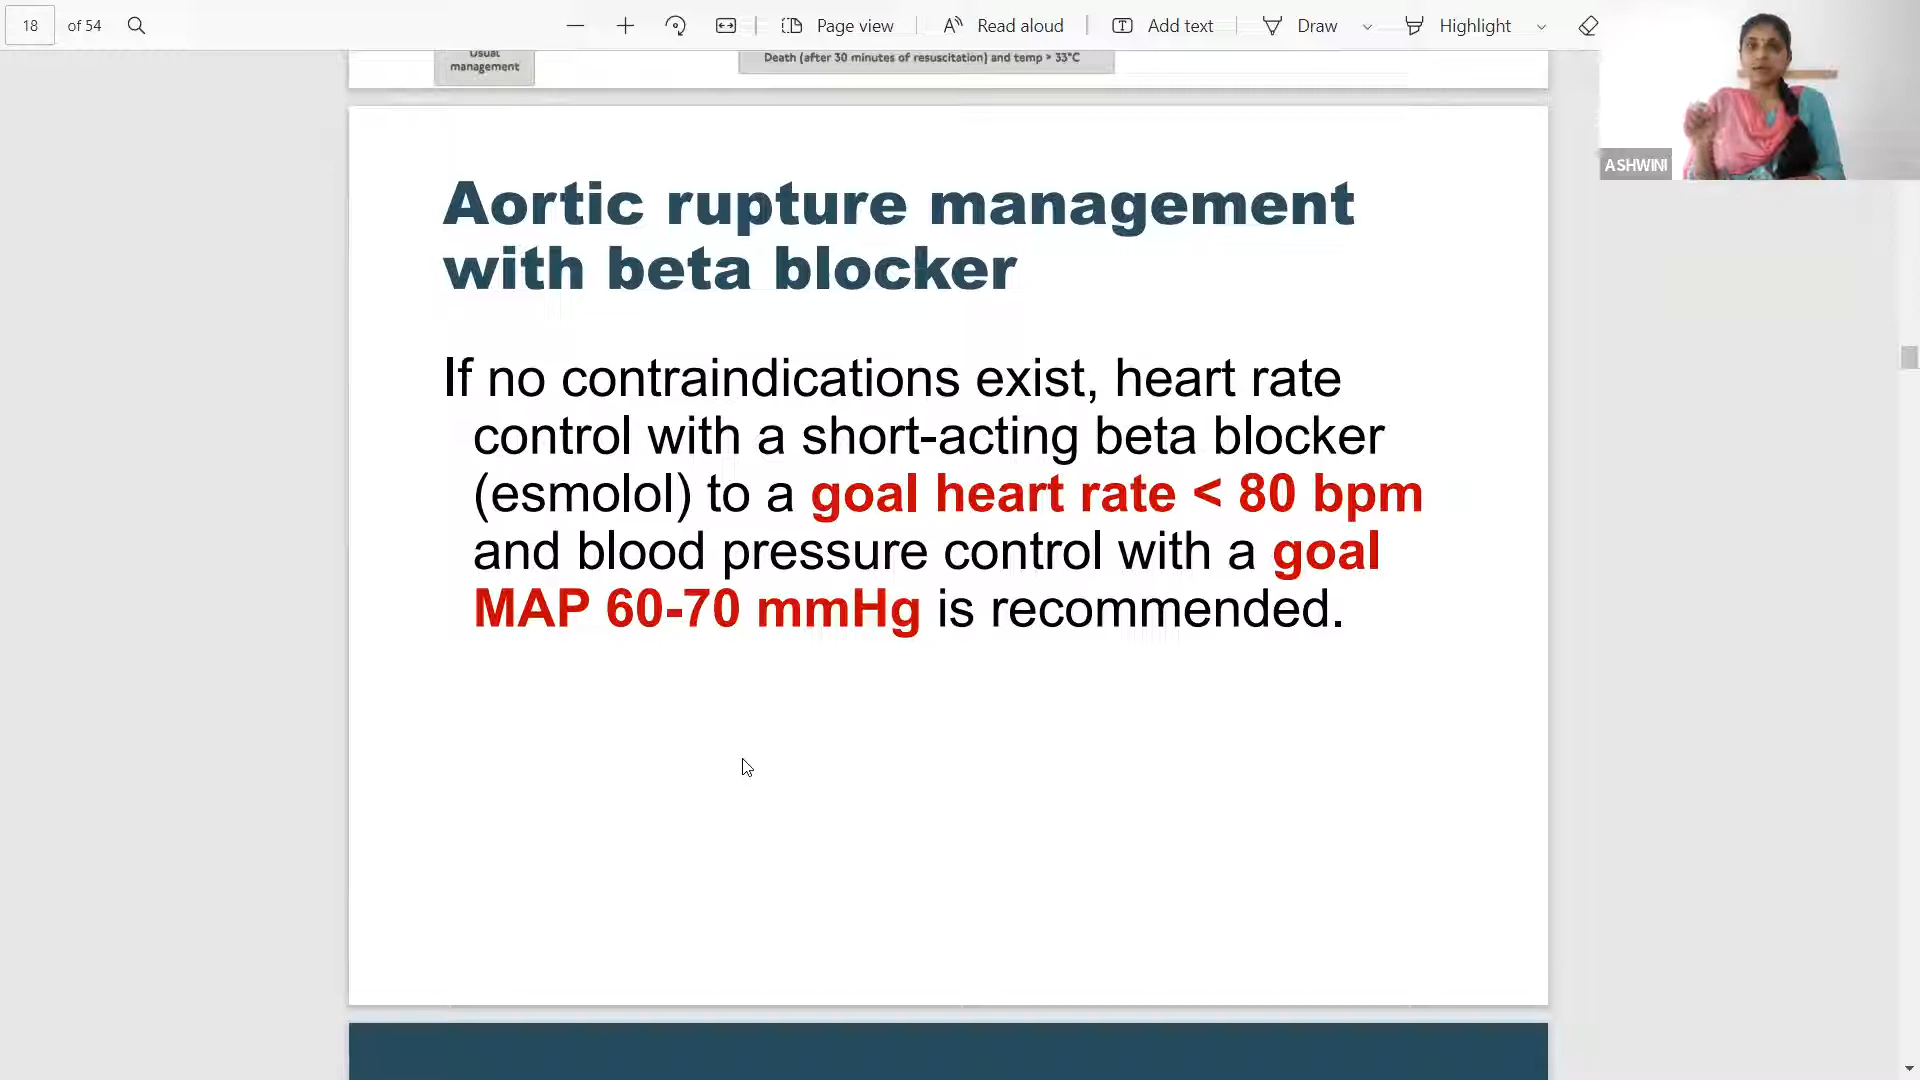 18 of 54 Page view Read aloud Add text Draw Highlight
Usual
management
Death (after 30 minutes of resuscitation) and temp > 33°C
ASHWINI
Aortic rupture management
with beta blocker
If no contraindications exist, heart rate
control with a short-acting beta blocker
(esmolol) to a goal heart rate < 80 bpm
and blood pressure control with a goal
MAP 60-70 mmHg is recommended.